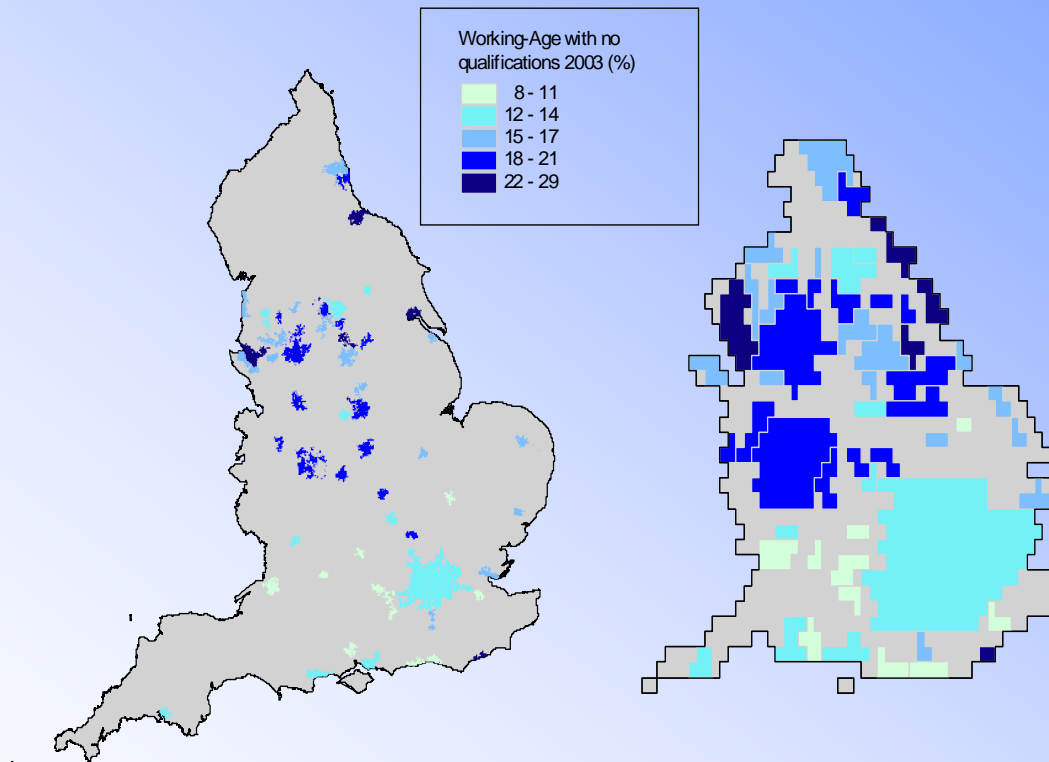 Working-Age with no
qualifications 2003 (%)
8 - 11
12 - 14
15 - 17
18 - 21
22 - 29